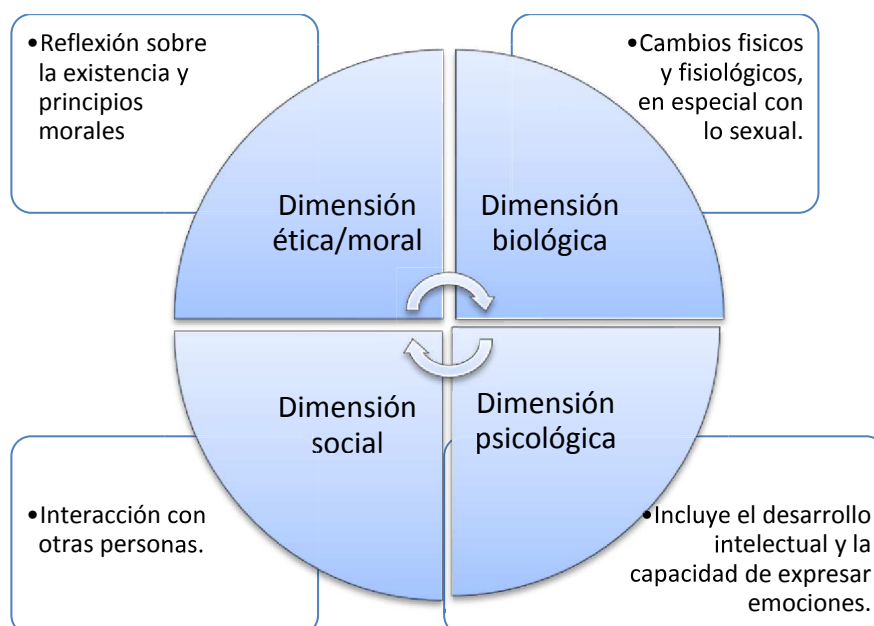 •Reflexión sobre
la existencia y
principios
morales
•Cambios fisicos
y fisiológicos,
en especial con
lo sexual.
Dimensión
ética/moral
Dimensión
biológica
Dimensión
social
Dimensión
psicológica
•Interacción con
otras personas.
•Incluye el desarrollo
intelectual y la
capacidad de expresar
emociones.